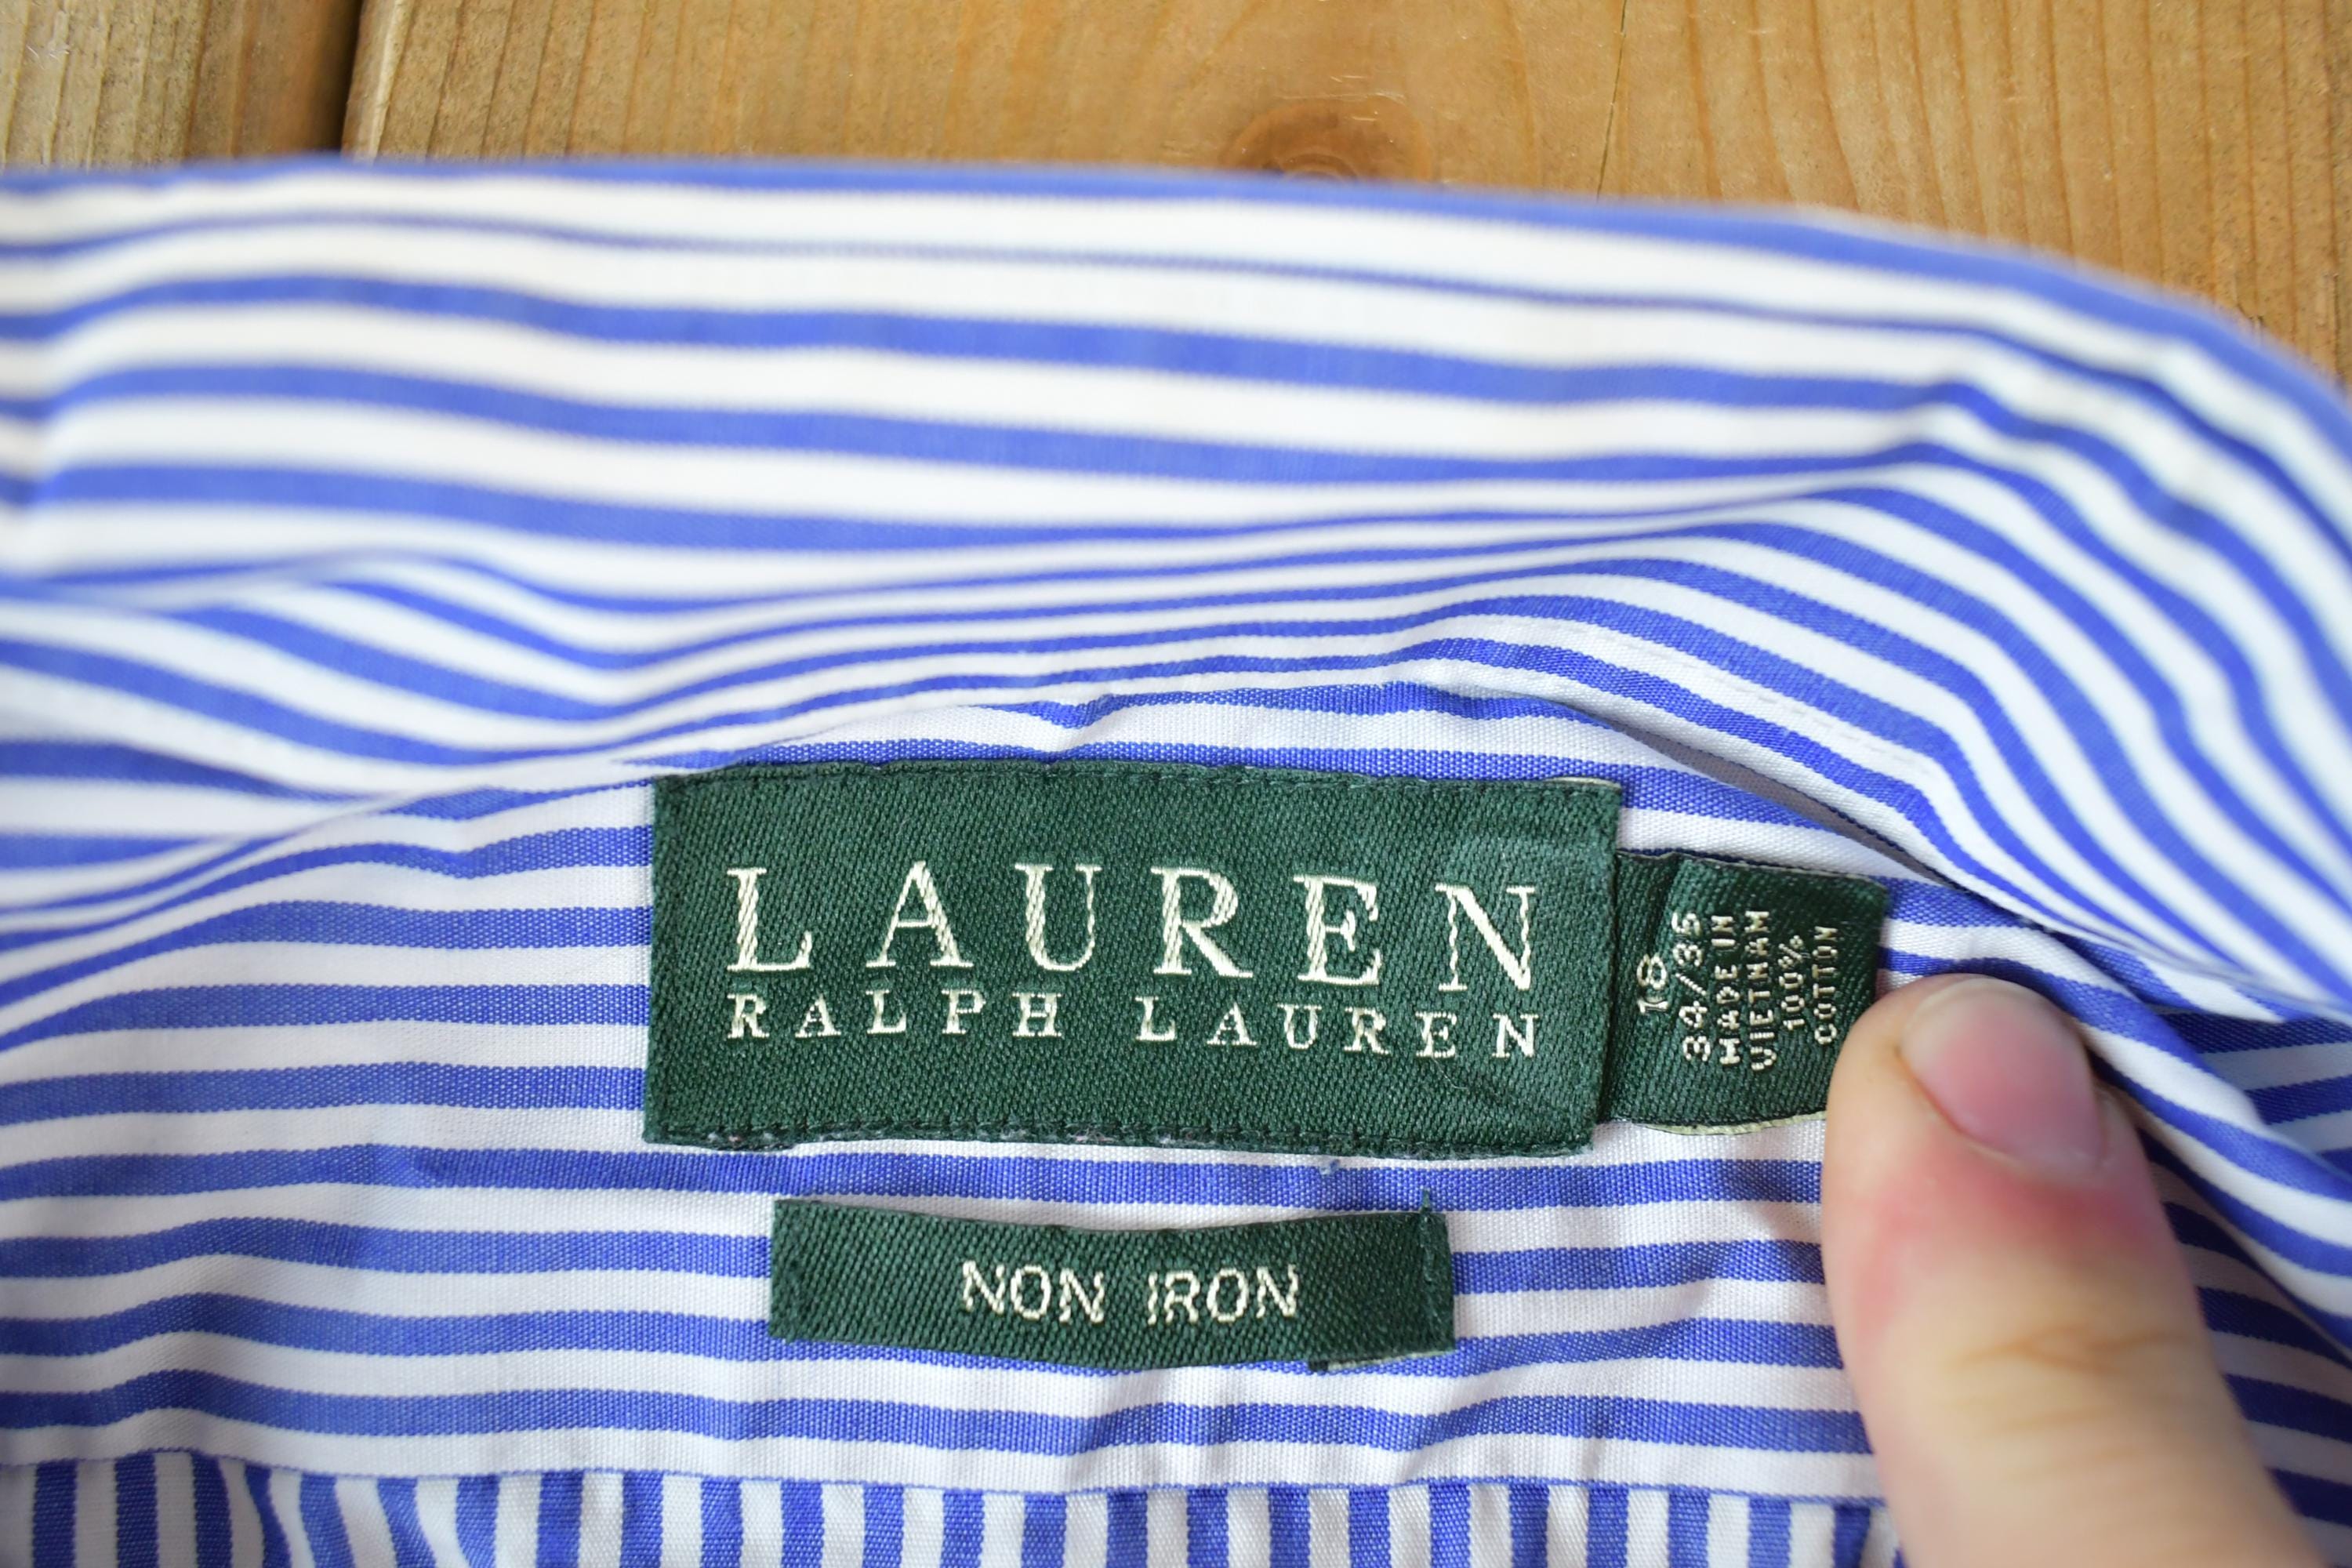 LAUREN
RALPH LAUREN
18
34/35
MADE IN
VIETNAM
100%
COTTON
NON IRON